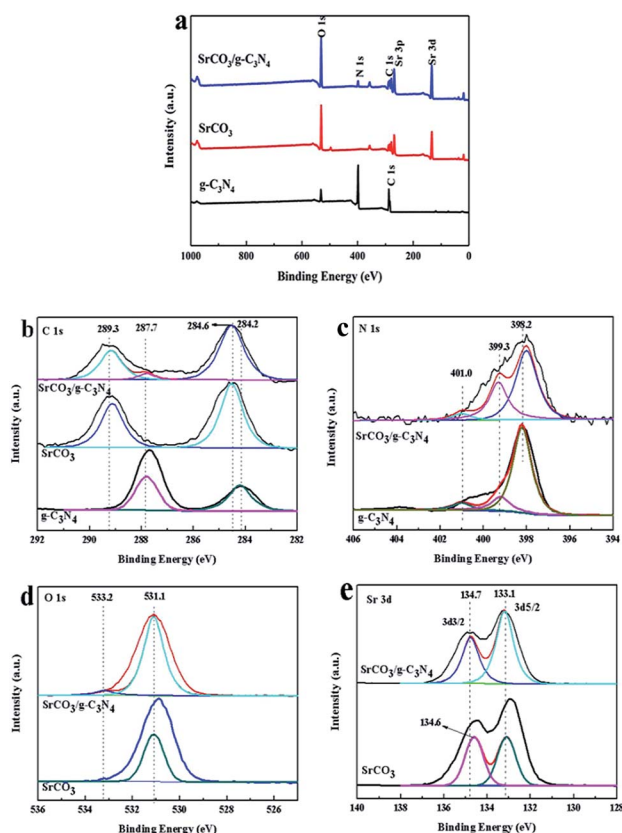 a
O 1s
N 1s
C 1s
Sr 3p
Sr 3d
SrCO3/g-C3N4
SrCO3
g-C3N4
C 1s
Intensity (a.u.)
1000 800 600 400 200 0
Binding Energy (eV)
b
C 1s
289.3 287.7 284.6 284.2
SrCO3/g-C3N4
SrCO3
g-C3N4
Intensity (a.u.)
292 290 288 286 284 282
Binding Energy (eV)
c
N 1s
398.2
399.3
401.0
SrCO3/g-C3N4
g-C3N4
Intensity (a.u.)
406 404 402 400 398 396 394
Binding Energy (eV)
d
O 1s
533.2 531.1
SrCO3/g-C3N4
SrCO3
Intensity (a.u.)
536 534 532 530 528 526
Binding Energy (eV)
e
Sr 3d
134.7 133.1
3d3/2 3d5/2
SrCO3/g-C3N4
134.6
SrCO3
Intensity (a.u.)
140 138 136 134 132 130 128
Binding Energy (eV)